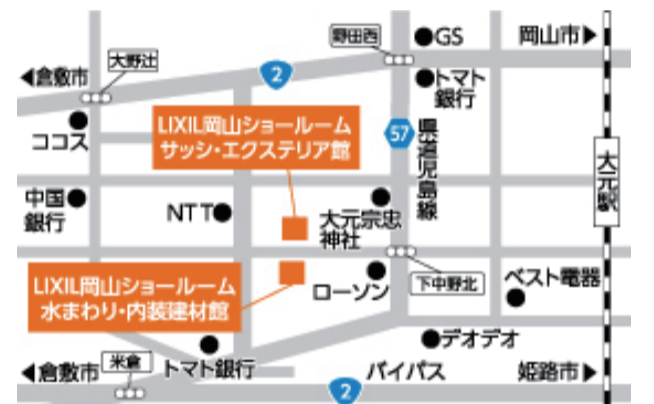 野田西
GS
岡山市▶
大野辻
◀倉敷市
2
トマト
銀行
ココス
LIXIL岡山ショールーム
サッシ・エクステリア館
57
県道児島線
大元駅
中国
銀行
NTT
大元宗忠
神社
LIXIL岡山ショールーム
水まわり・内装建材館
ローソン
下中野北
ベスト電器
デオデオ
◀倉敷市
米倉
トマト銀行
2
バイパス
姫路市▶